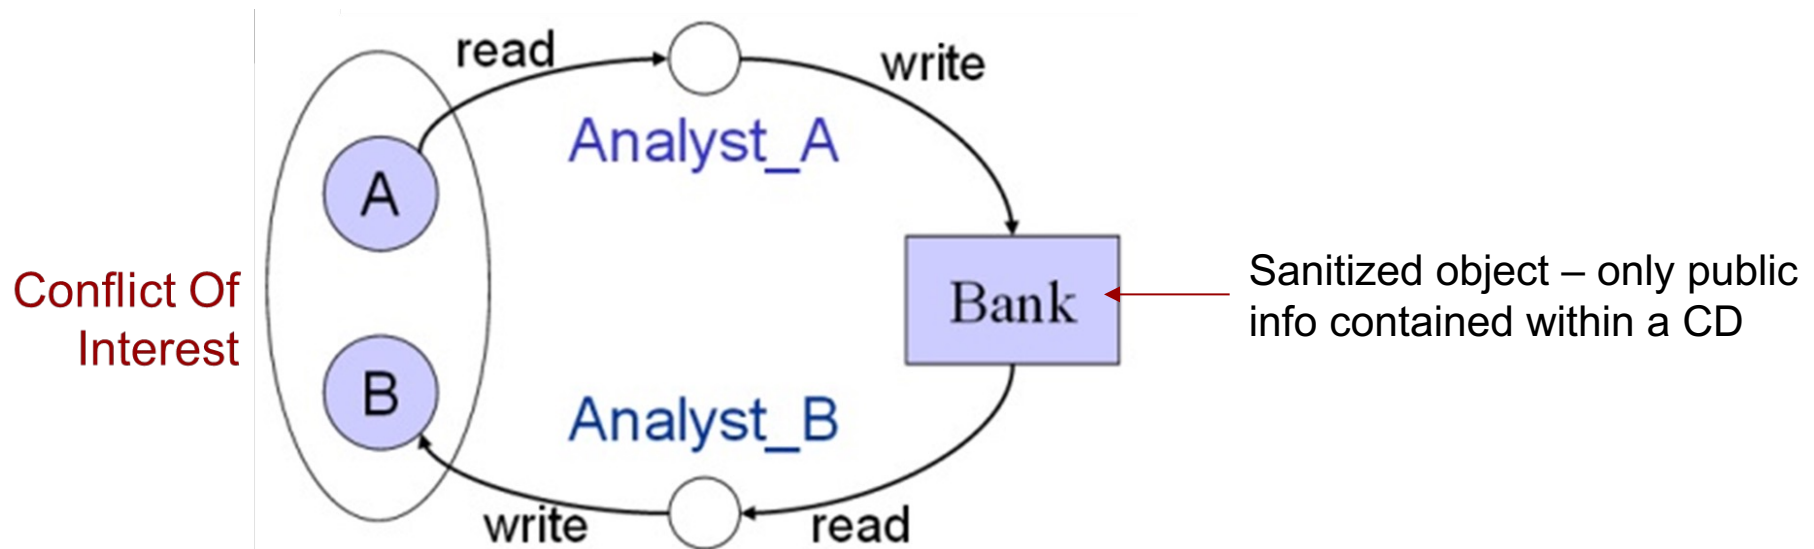 read
write
Analyst_A
A
Conflict Of
Interest
Bank
Sanitized object – only public
info contained within a CD
B
Analyst_B
write
read